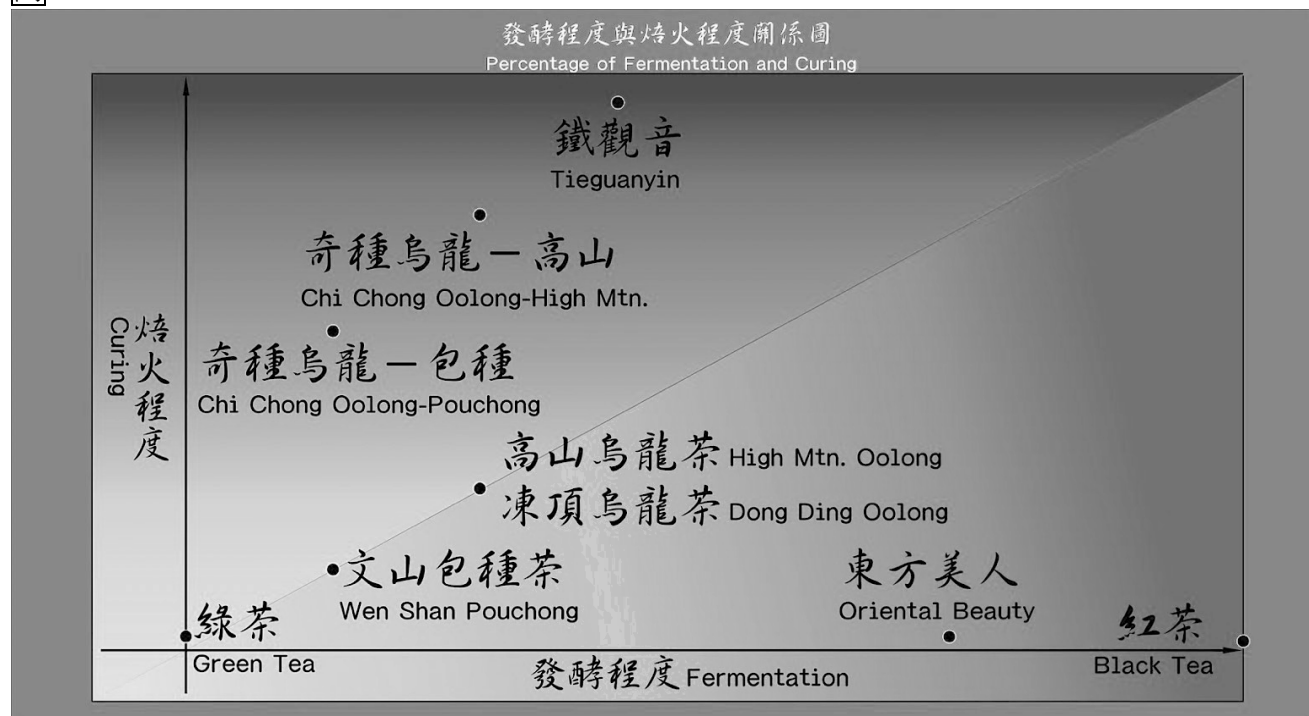 發酵程度與焙火程度關係圖
Percentage of Fermentation and Curing
鐵觀音
Tieguanyin
奇種烏龍－高山
Chi Chong Oolong-High Mtn.
焙火程度
Curing
奇種烏龍－包種
Chi Chong Oolong-Pouchong
高山烏龍茶 High Mtn. Oolong
凍頂烏龍茶 Dong Ding Oolong
文山包種茶
Wen Shan Pouchong
東方美人
Oriental Beauty
綠茶
Green Tea
紅茶
Black Tea
發酵程度 Fermentation